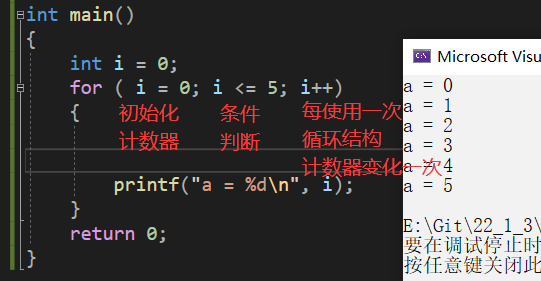 int main()
{
int i = 0;
for ( i = 0; i <= 5; i++)
{
初始化 条件 每使用一次
计数器 判断 循环结构
计数器变化一次
printf("a = %d\n", i);
}
return 0;
}
Microsoft Visu
a = 0
a = 1
a = 2
a = 3
a = 4
a = 5
E:\Git\22_1_3\
要在调试停止时
按任意键关闭此